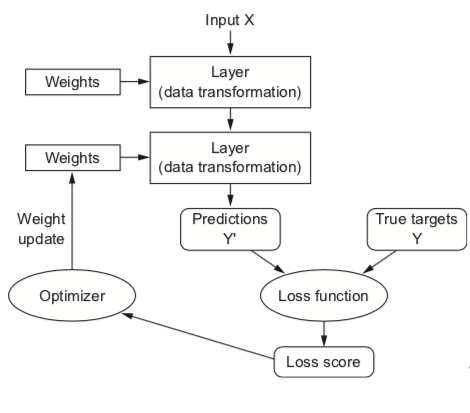 Input X
Layer
(data transformation)
Weights
Layer
(data transformation)
Weights
Predictions
Y'
True targets
Y
Weight
update
Optimizer
Loss function
Loss score